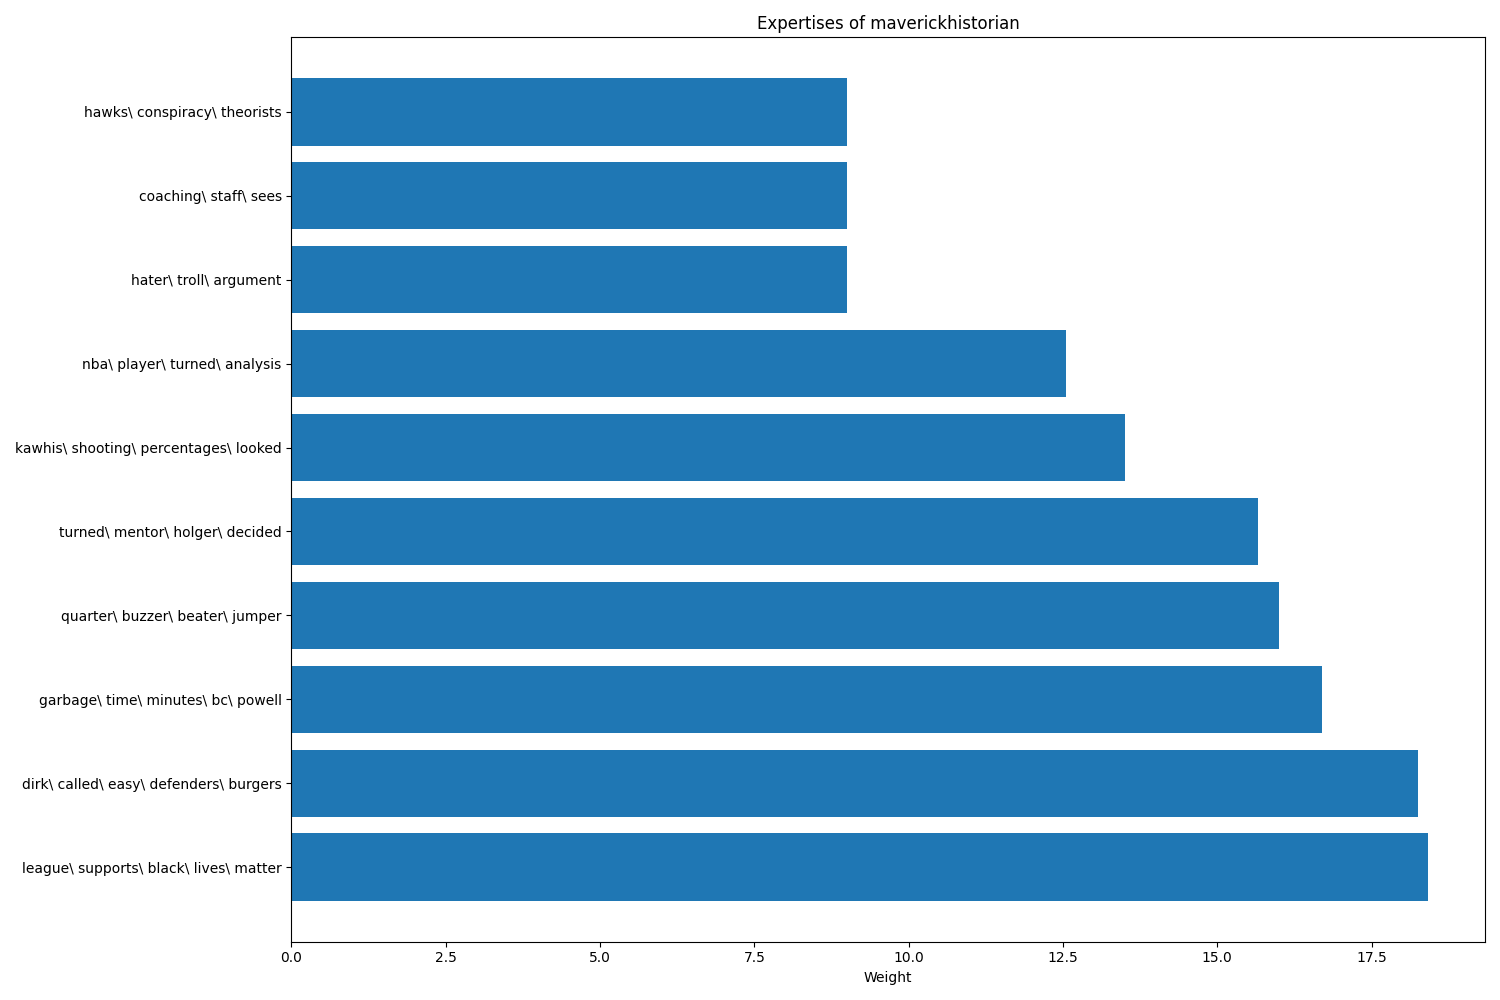 Expertises of maverickhistorian
hawks\ conspiracy\ theorists
coaching\ staff\ sees
hater\ troll\ argument
nba\ player\ turned\ analysis
kawhis\ shooting\ percentages\ looked
turned\ mentor\ holger\ decided
quarter\ buzzer\ beater\ jumper
garbage\ time\ minutes\ bc\ powell
dirk\ called\ easy\ defenders\ burgers
league\ supports\ black\ lives\ matter
0.0 2.5 5.0 7.5 10.0 12.5 15.0 17.5
Weight